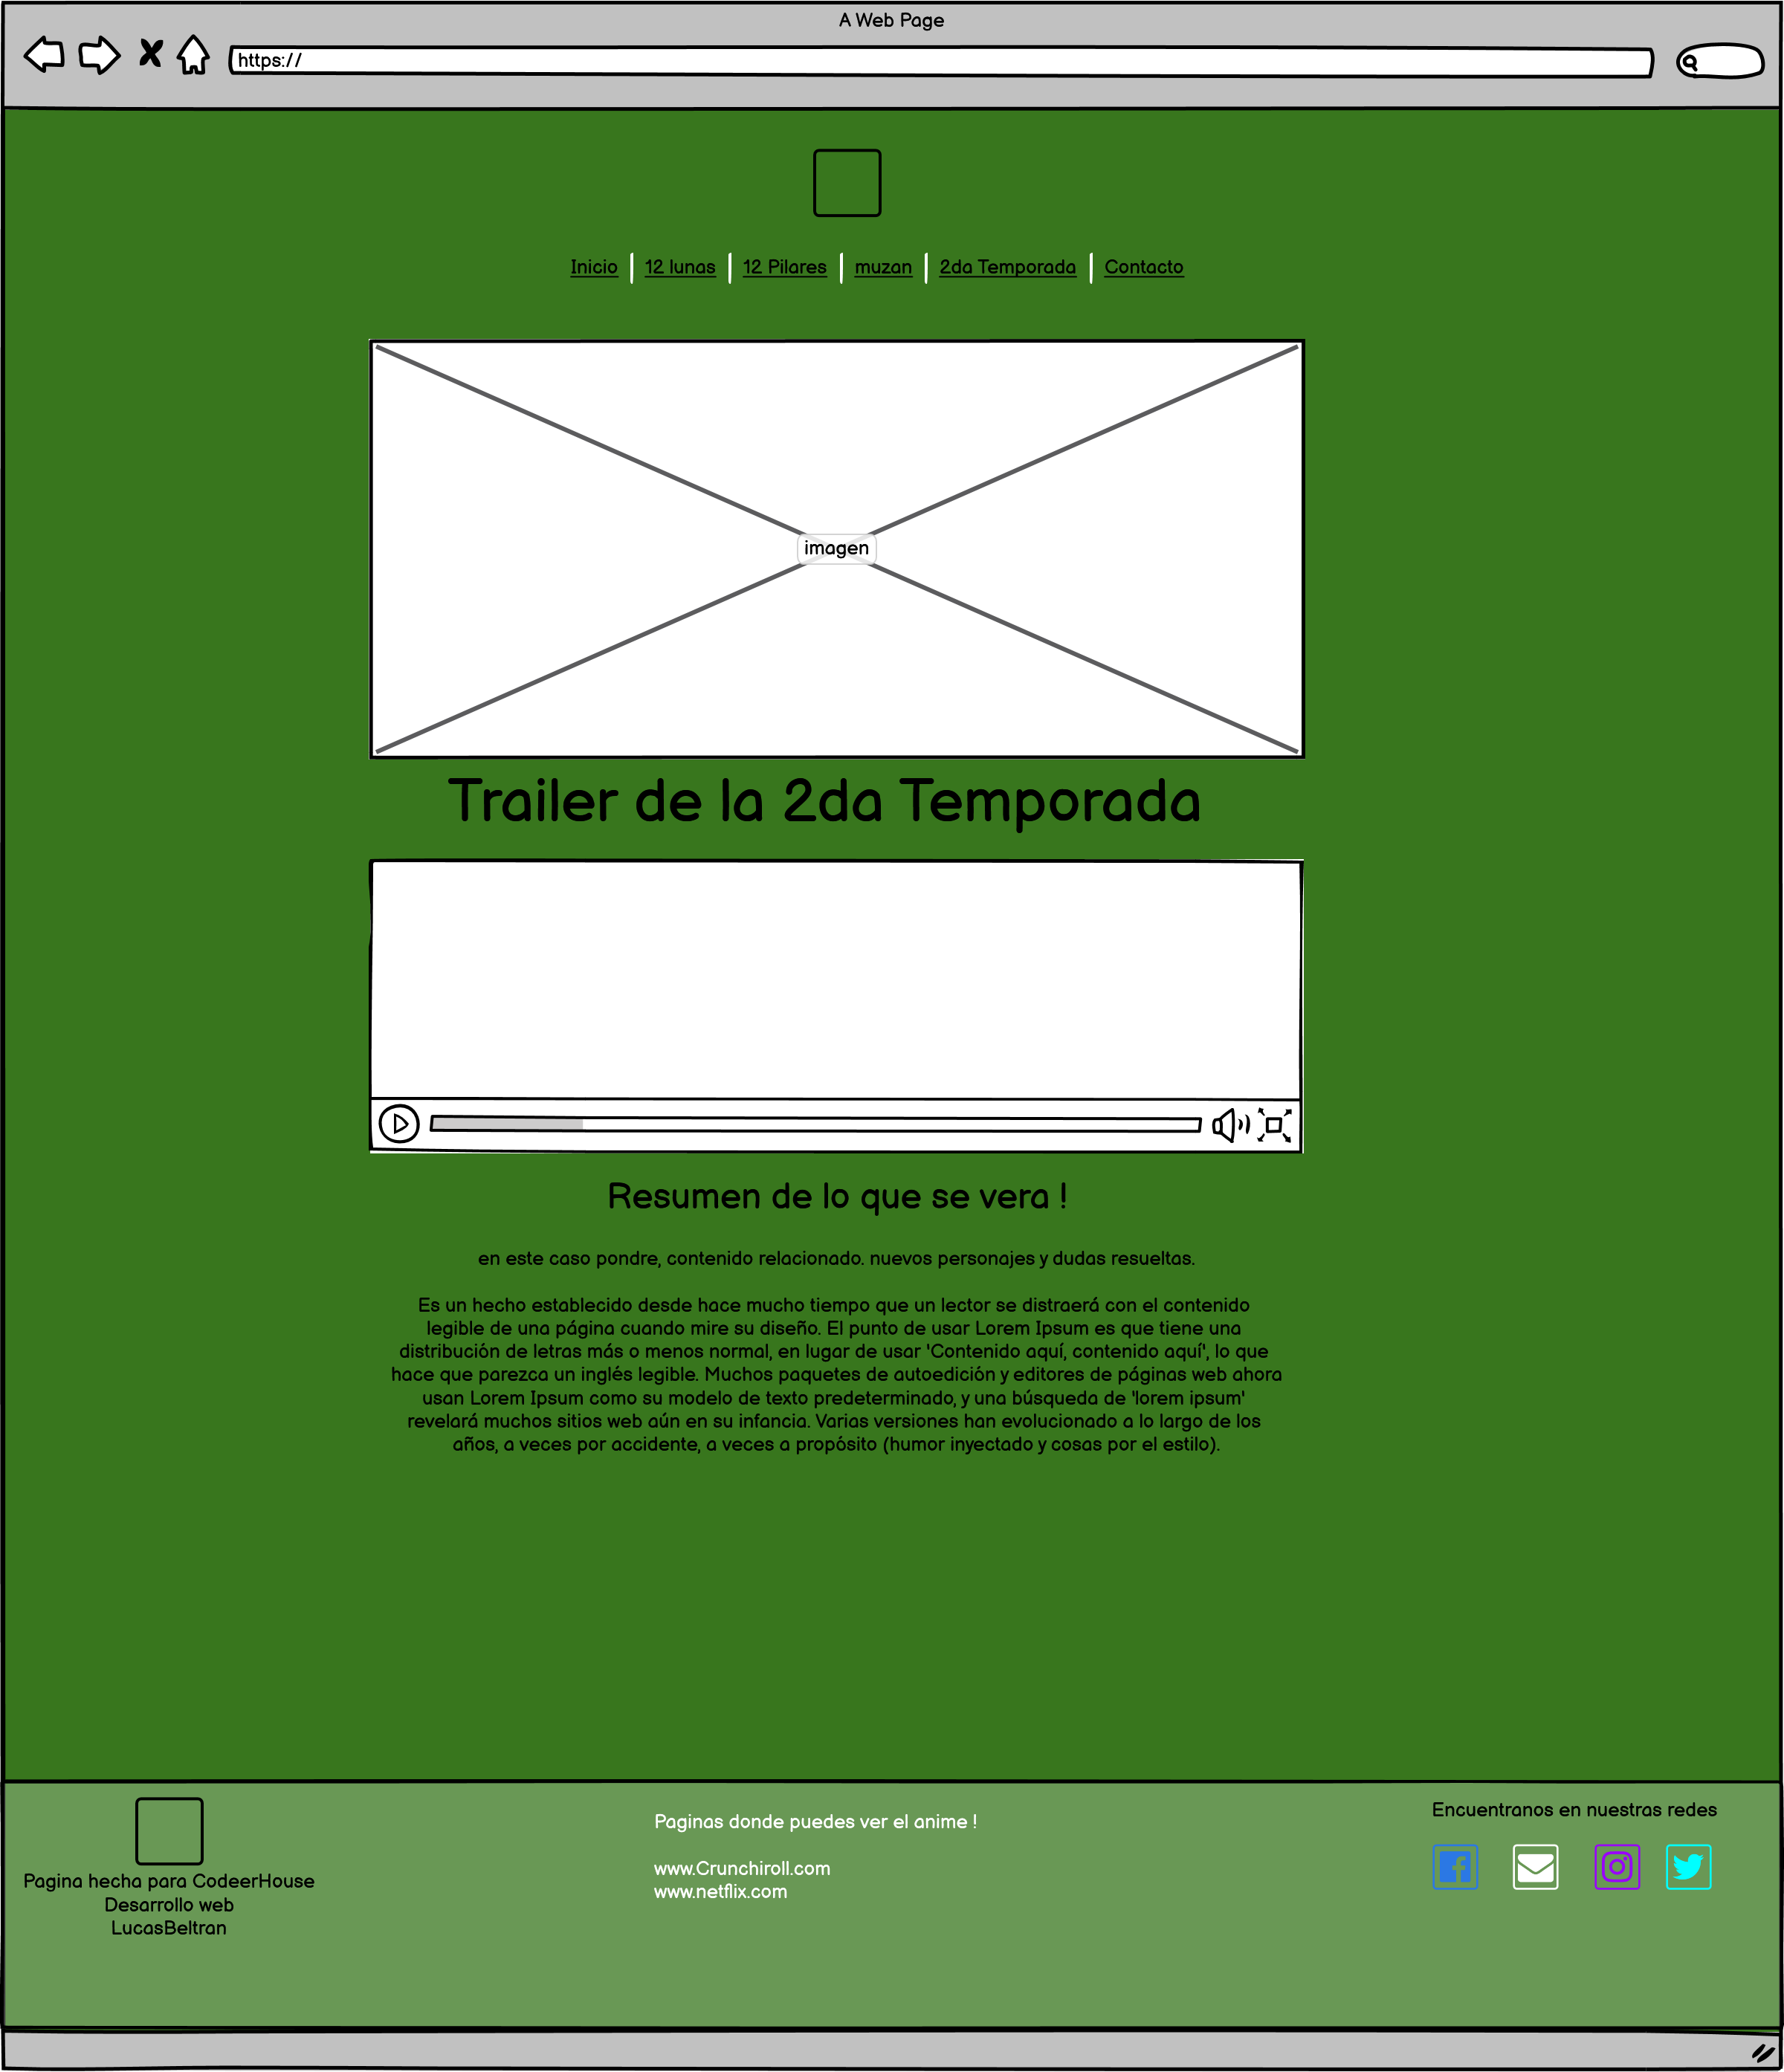 A Web Page
https://
Inicio
12 lunas
12 Pilares
muzan
2da Temporada
Contacto
imagen
Trailer de la 2da Temporada
Resumen de lo que se vera !
en este caso pondre, contenido relacionado. nuevos personajes y dudas resueltas.
Es un hecho establecido desde hace mucho tiempo que un lector se distraerá con el contenido
legible de una página cuando mire su diseño. El punto de usar Lorem Ipsum es que tiene una
distribución de letras más o menos normal, en lugar de usar 'Contenido aquí, contenido aquí', lo que
hace que parezca un inglés legible. Muchos paquetes de autoedición y editores de páginas web ahora
usan Lorem Ipsum como su modelo de texto predeterminado, y una búsqueda de 'lorem ipsum'
revelará muchos sitios web aún en su infancia. Varias versiones han evolucionado a lo largo de los
años, a veces por accidente, a veces a propósito (humor inyectado y cosas por el estilo).
Pagina hecha para CodeerHouse
Desarrollo web
LucasBeltran
Paginas donde puedes ver el anime !
www.Crunchiroll.com
www.netflix.com
Encuentranos en nuestras redes